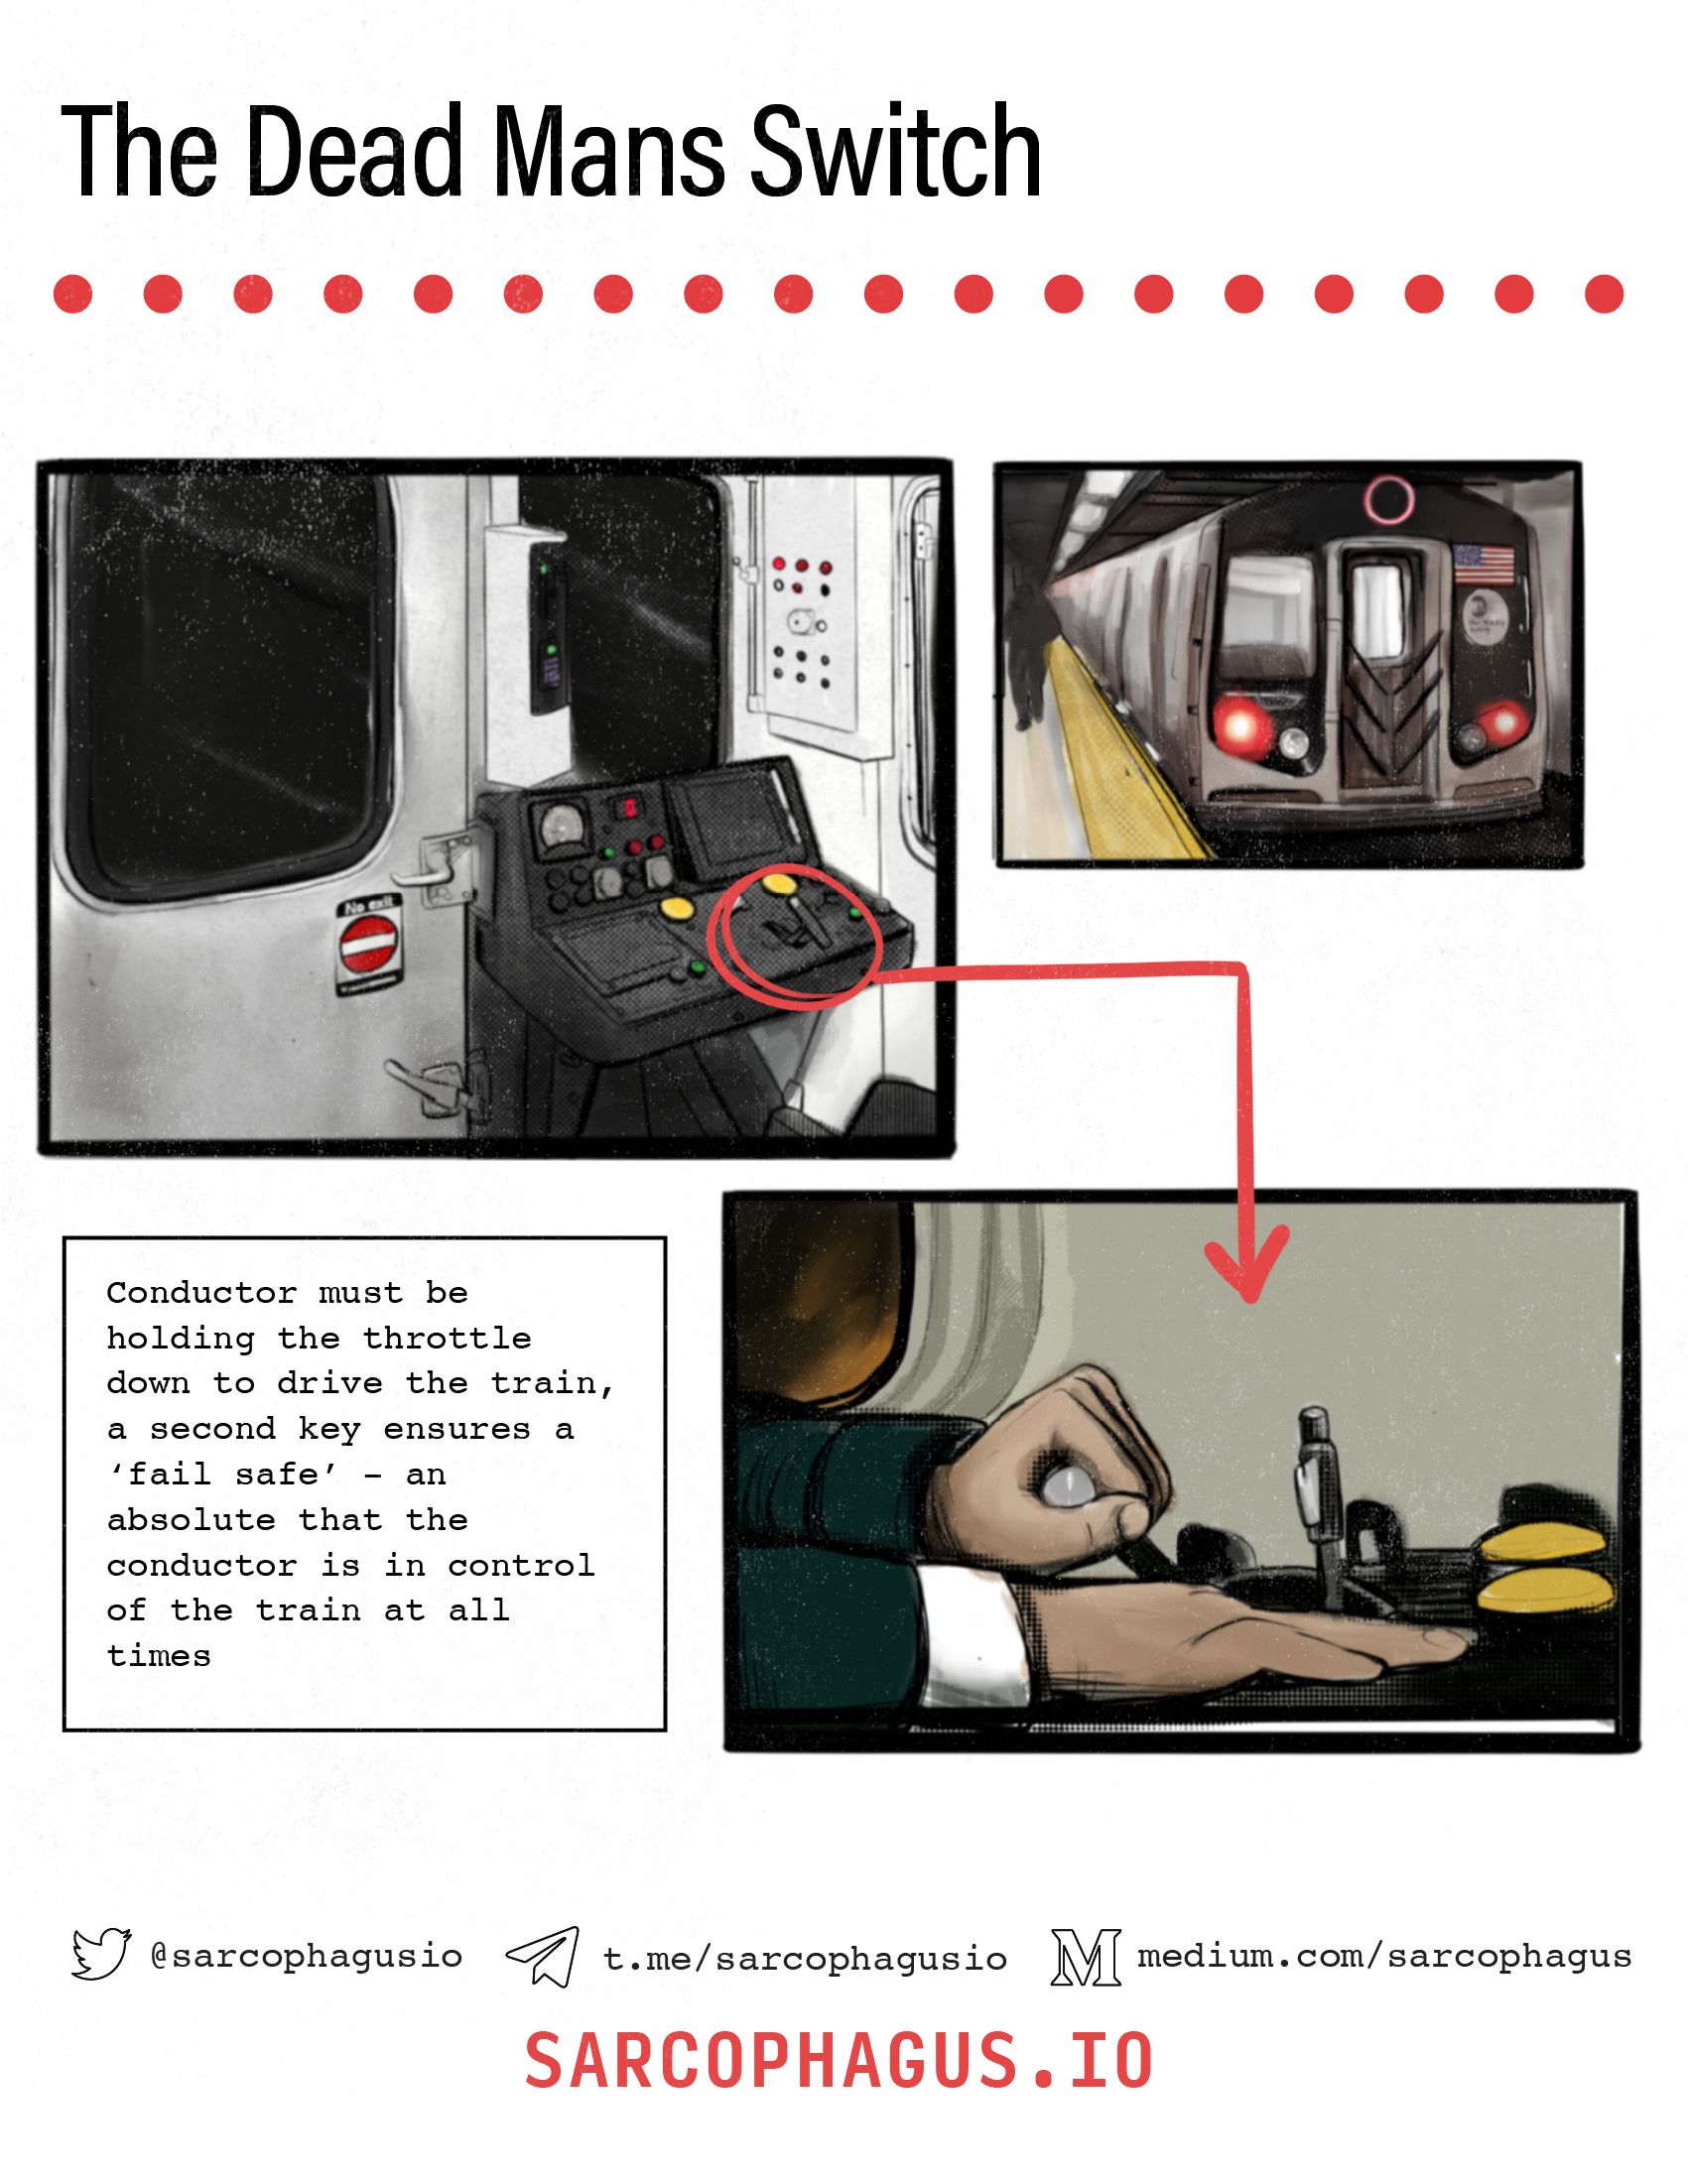 The Dead Mans Switch
No exit
Conductor must be
holding the throttle
down to drive the train,
a second key ensures a
‘fail safe’ – an
absolute that the
conductor is in control
of the train at all
times
@sarcophagusio
t.me/sarcophagusio
M
medium.com/sarcophagus
SARCOPHAGUS.IO